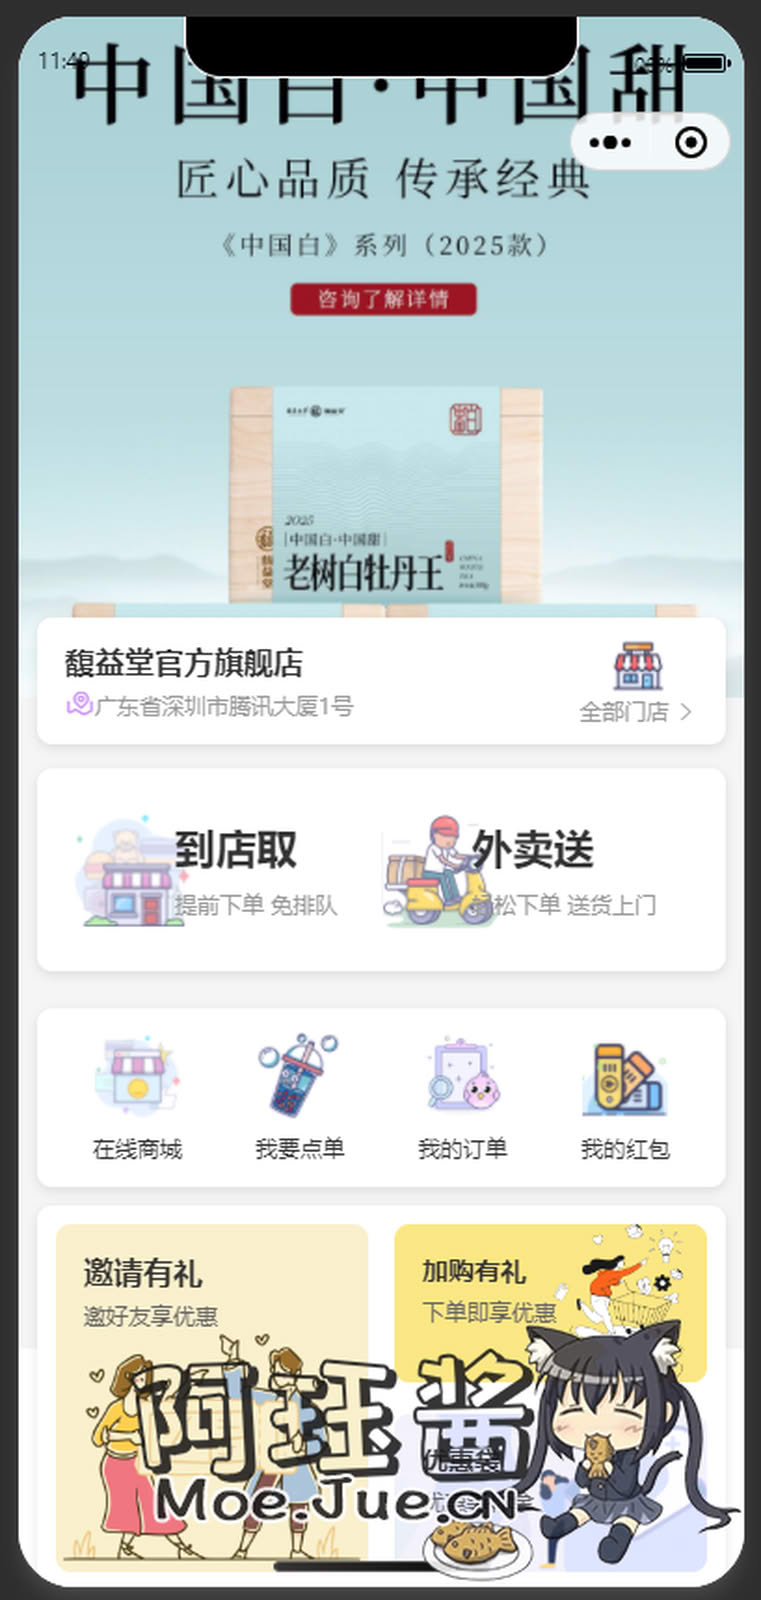 11:49
中国白·中国甜
匠心品质 传承经典
《中国白》系列（2025款）
咨询了解详情
2025
中国白·中国甜
老树白牡丹王
馥益堂
馥益堂官方旗舰店
广东省深圳市腾讯大厦1号
全部门店
到店取
提前下单 免排队
外卖送
轻松下单 送货上门
在线商城
我要点单
我的订单
我的红包
邀请有礼
邀好友享优惠
加购有礼
下单即享优惠
优惠袋
阿珏酱
Moe.Jue.cn